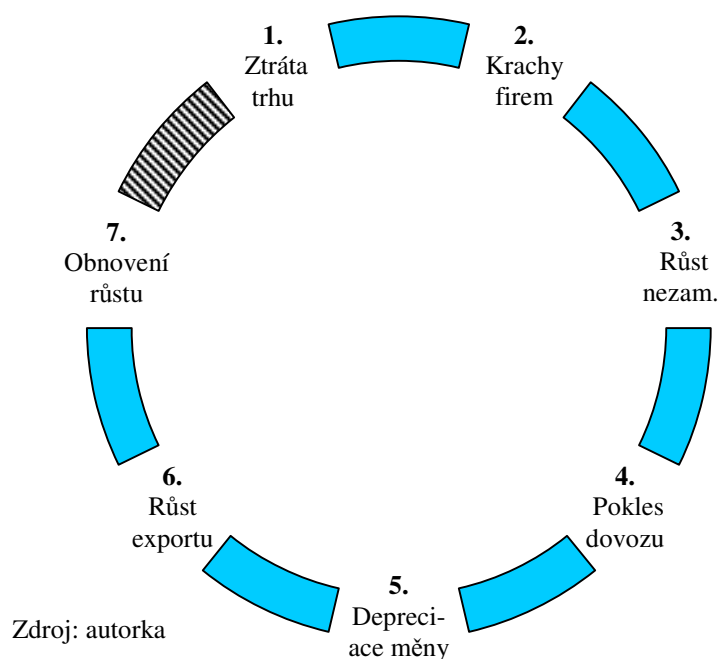 1.
Ztráta
trhu
2.
Krachy
firem
3.
Růst
nezam.
4.
Pokles
dovozu
5.
Depreci-
ace měny
6.
Růst
exportu
7.
Obnovení
růstu
Zdroj: autorka